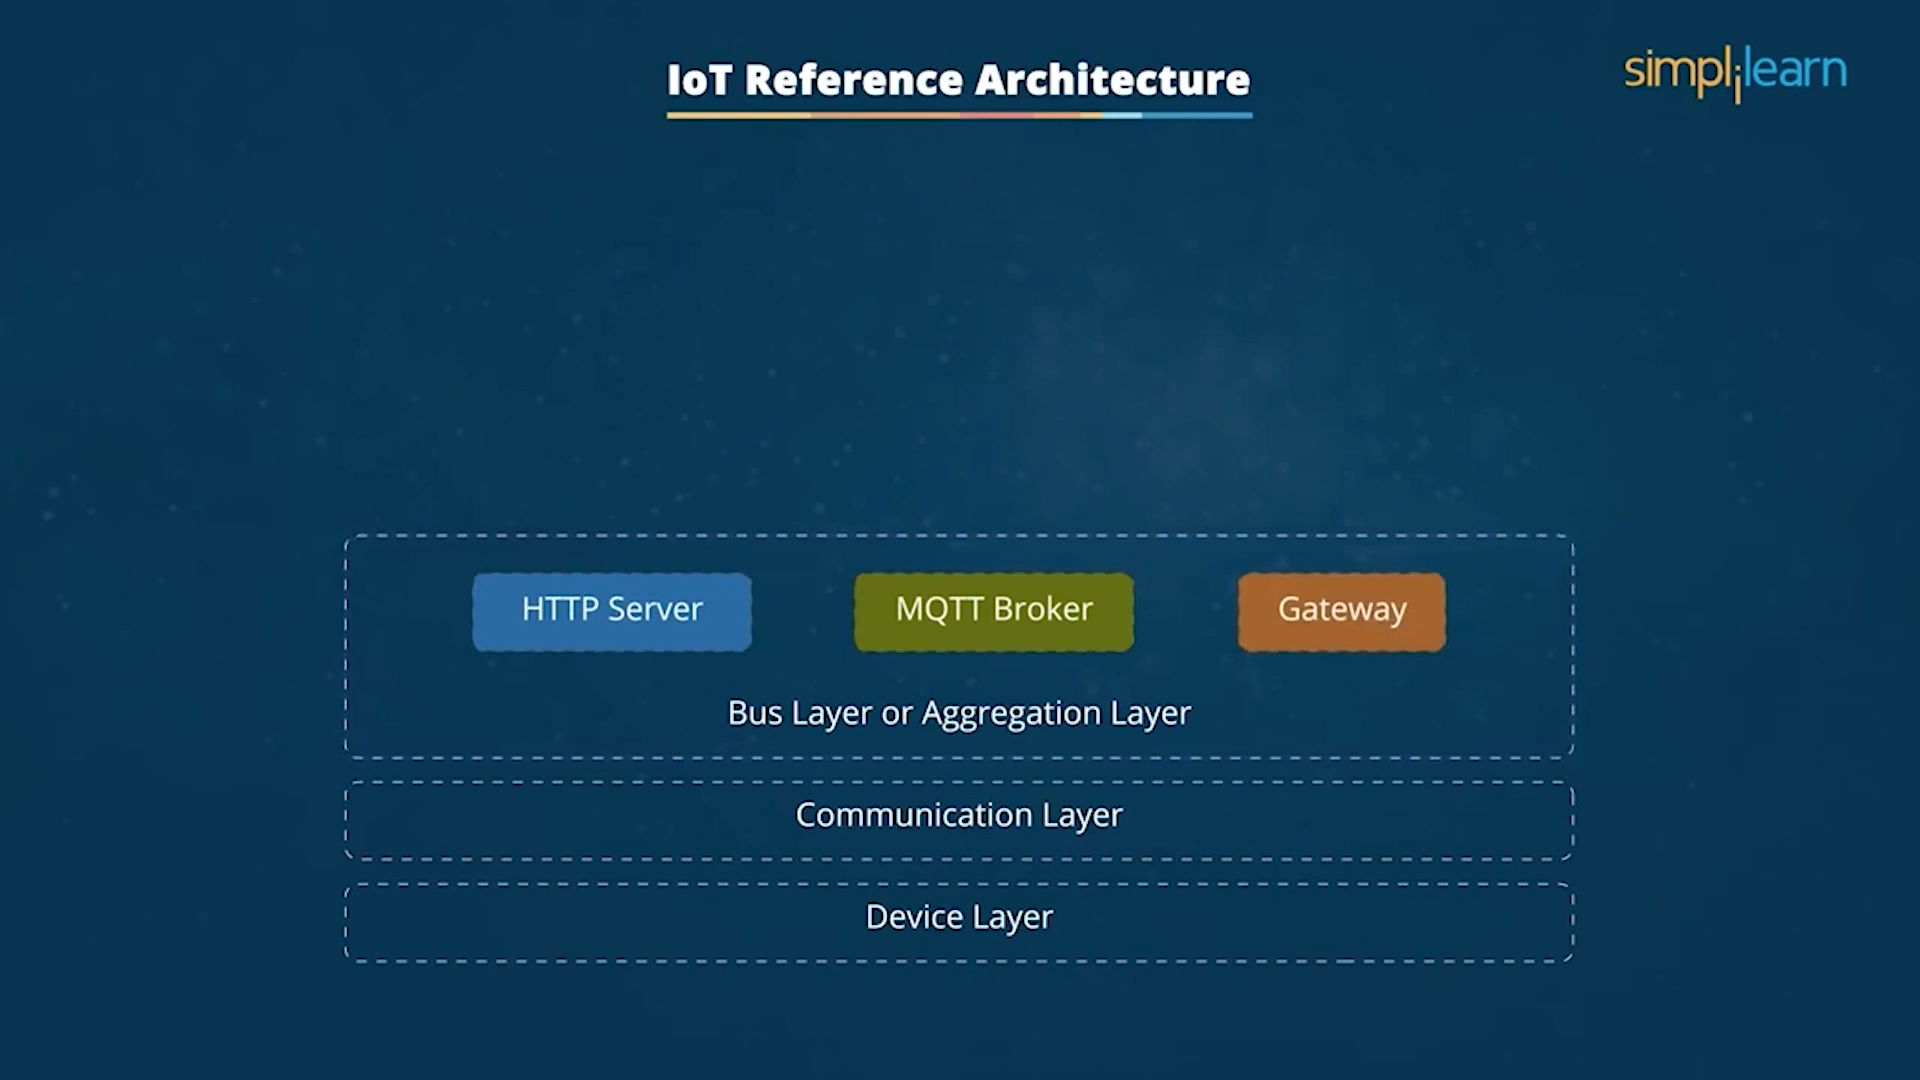 IoT Reference Architecture
simplilearn
HTTP Server
MQTT Broker
Gateway
Bus Layer or Aggregation Layer
Communication Layer
Device Layer